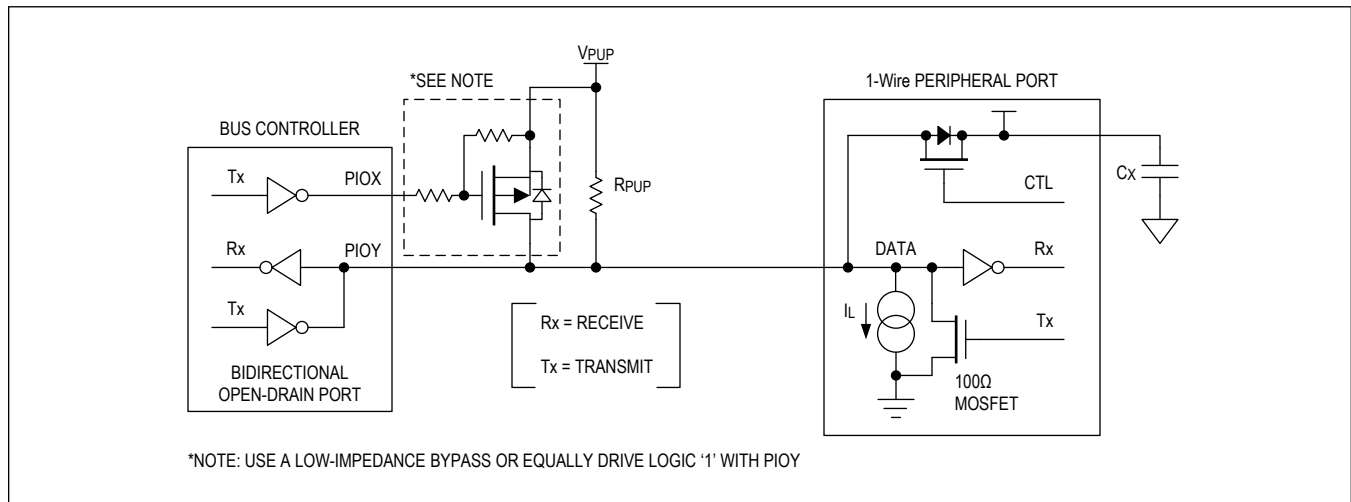 VPUP
*SEE NOTE
1-Wire PERIPHERAL PORT
BUS CONTROLLER
Tx
PIOX
RPUP
CX
CTL
Rx
PIOY
DATA
Rx
Tx
IL
Tx
Rx = RECEIVE
Tx = TRANSMIT
BIDIRECTIONAL
OPEN-DRAIN PORT
100Ω
MOSFET
*NOTE: USE A LOW-IMPEDANCE BYPASS OR EQUALLY DRIVE LOGIC ‘1’ WITH PIOY